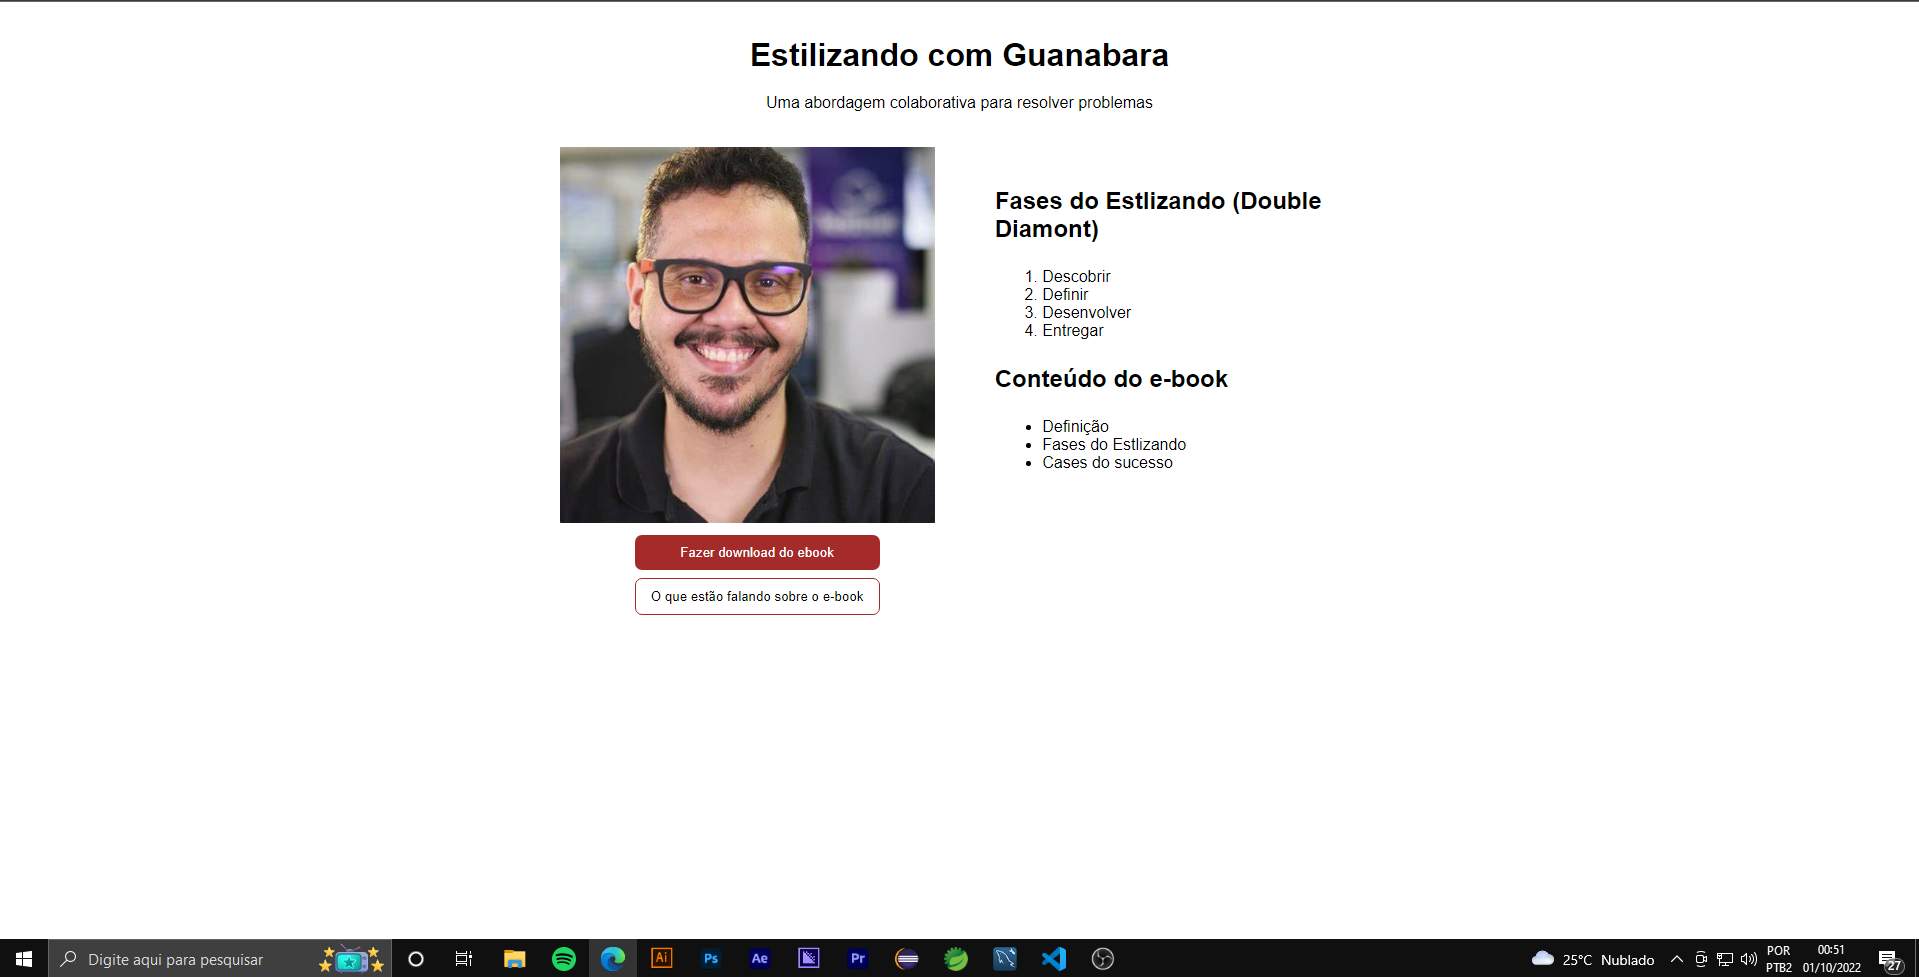 Estilizando com Guanabara
Uma abordagem colaborativa para resolver problemas
Fases do Estlizando (Double
Diamont)
1. Descobrir
2. Definir
3. Desenvolver
4. Entregar
Conteúdo do e-book
Definição
Fases do Estlizando
Cases do sucesso
Fazer download do ebook
O que estão falando sobre o e-book
Digite aqui para pesquisar
Ai
Ps
Ae
Pr
25°C Nublado
POR
PTB2
00:51
01/10/2022
27